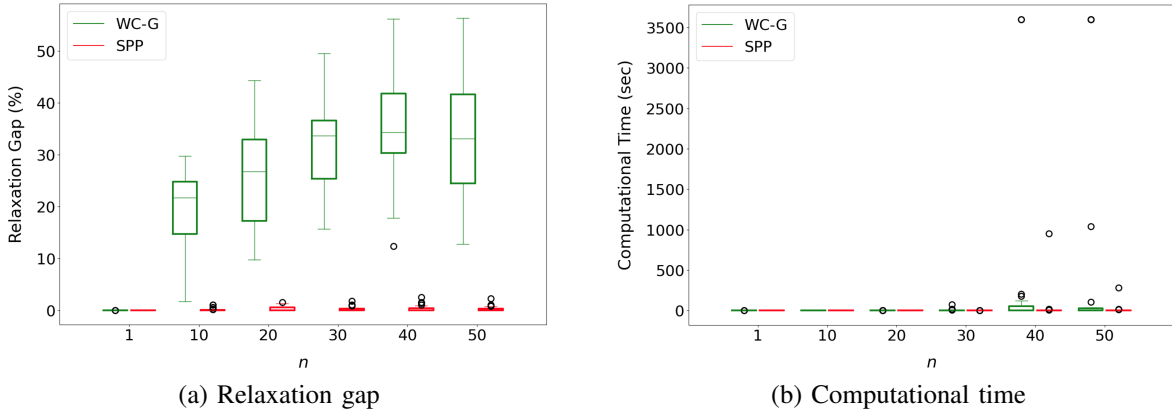 WC-G
SPP
50
40
30
20
10
0
Relaxation Gap (%)
1 10 20 30 40 50
n
(a) Relaxation gap
WC-G
SPP
3500
3000
2500
2000
1500
1000
500
0
Computational Time (sec)
1 10 20 30 40 50
n
(b) Computational time